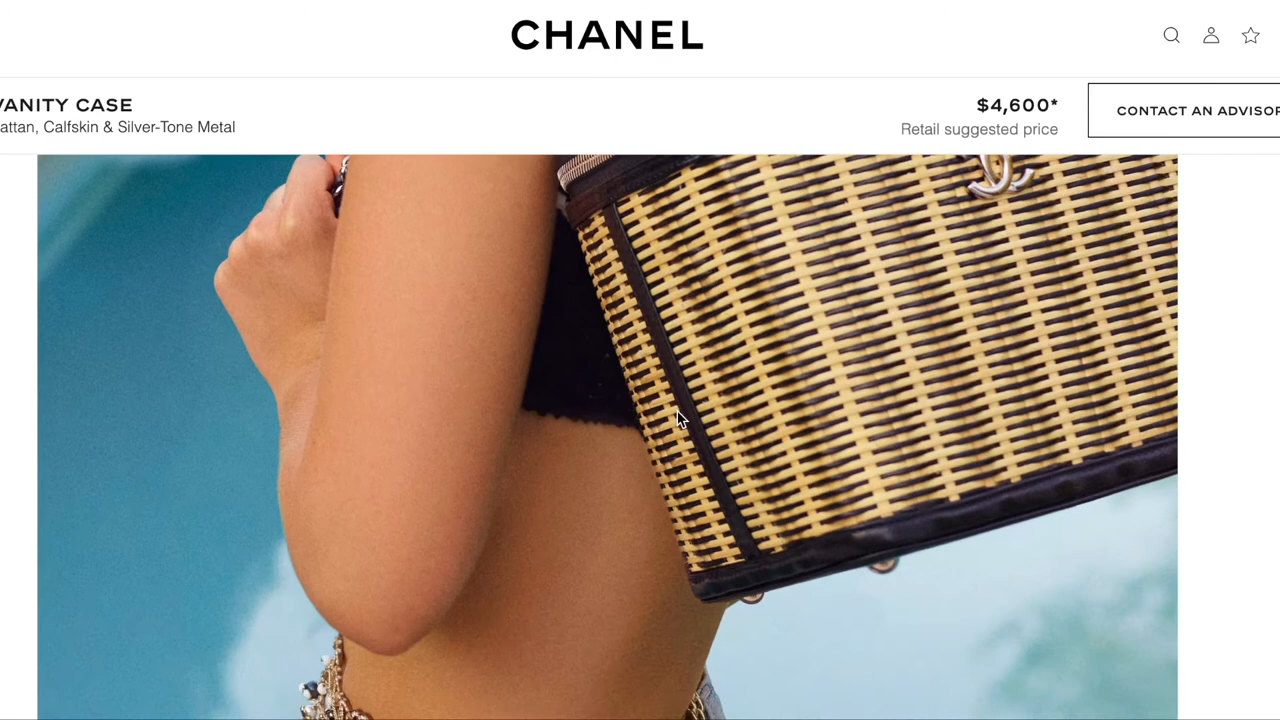 CHANEL
VANITY CASE
attan, Calfskin & Silver-Tone Metal
$4,600*
Retail suggested price
CONTACT AN ADVISOR